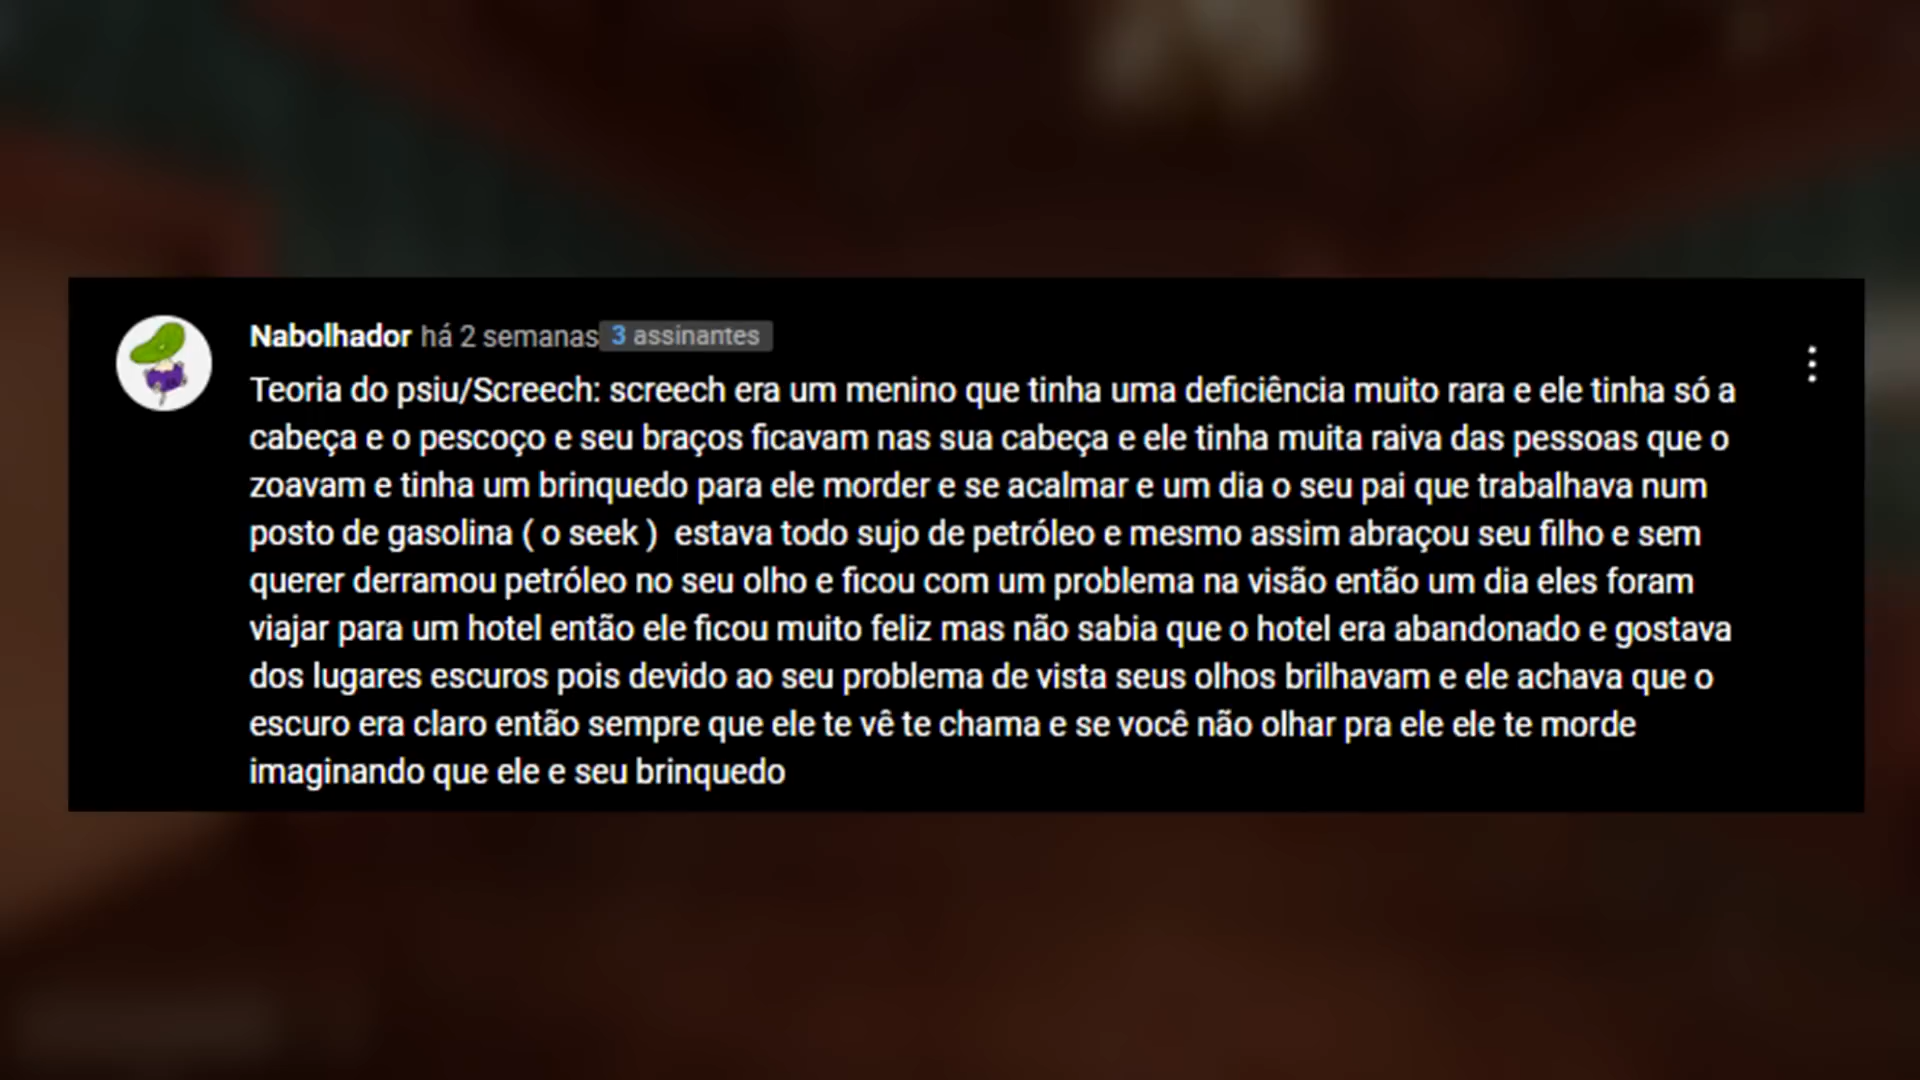 Nabolhador há 2 semanas 3 assinantes
Teoria do psiu/Screech: screech era um menino que tinha uma deficiência muito rara e ele tinha só a
cabeça e o pescoço e seu braços ficavam nas sua cabeça e ele tinha muita raiva das pessoas que o
zoavam e tinha um brinquedo para ele morder e se acalmar e um dia o seu pai que trabalhava num
posto de gasolina ( o seek )  estava todo sujo de petróleo e mesmo assim abraçou seu filho e sem
querer derramou petróleo no seu olho e ficou com um problema na visão então um dia eles foram
viajar para um hotel então ele ficou muito feliz mas não sabia que o hotel era abandonado e gostava
dos lugares escuros pois devido ao seu problema de vista seus olhos brilhavam e ele achava que o
escuro era claro então sempre que ele te vê te chama e se você não olhar pra ele ele te morde
imaginando que ele e seu brinquedo